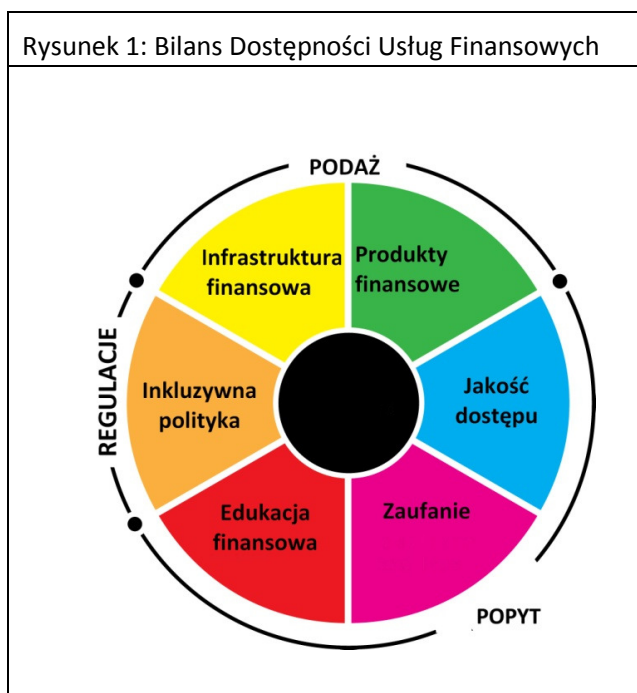 Rysunek 1: Bilans Dostępności Usług Finansowych
PODAŻ
Infrastruktura
finansowa
Produkty
finansowe
REGULACJE
Inkluzywna
polityka
Jakość
dostępu
Edukacja
finansowa
Zaufanie
POPYT